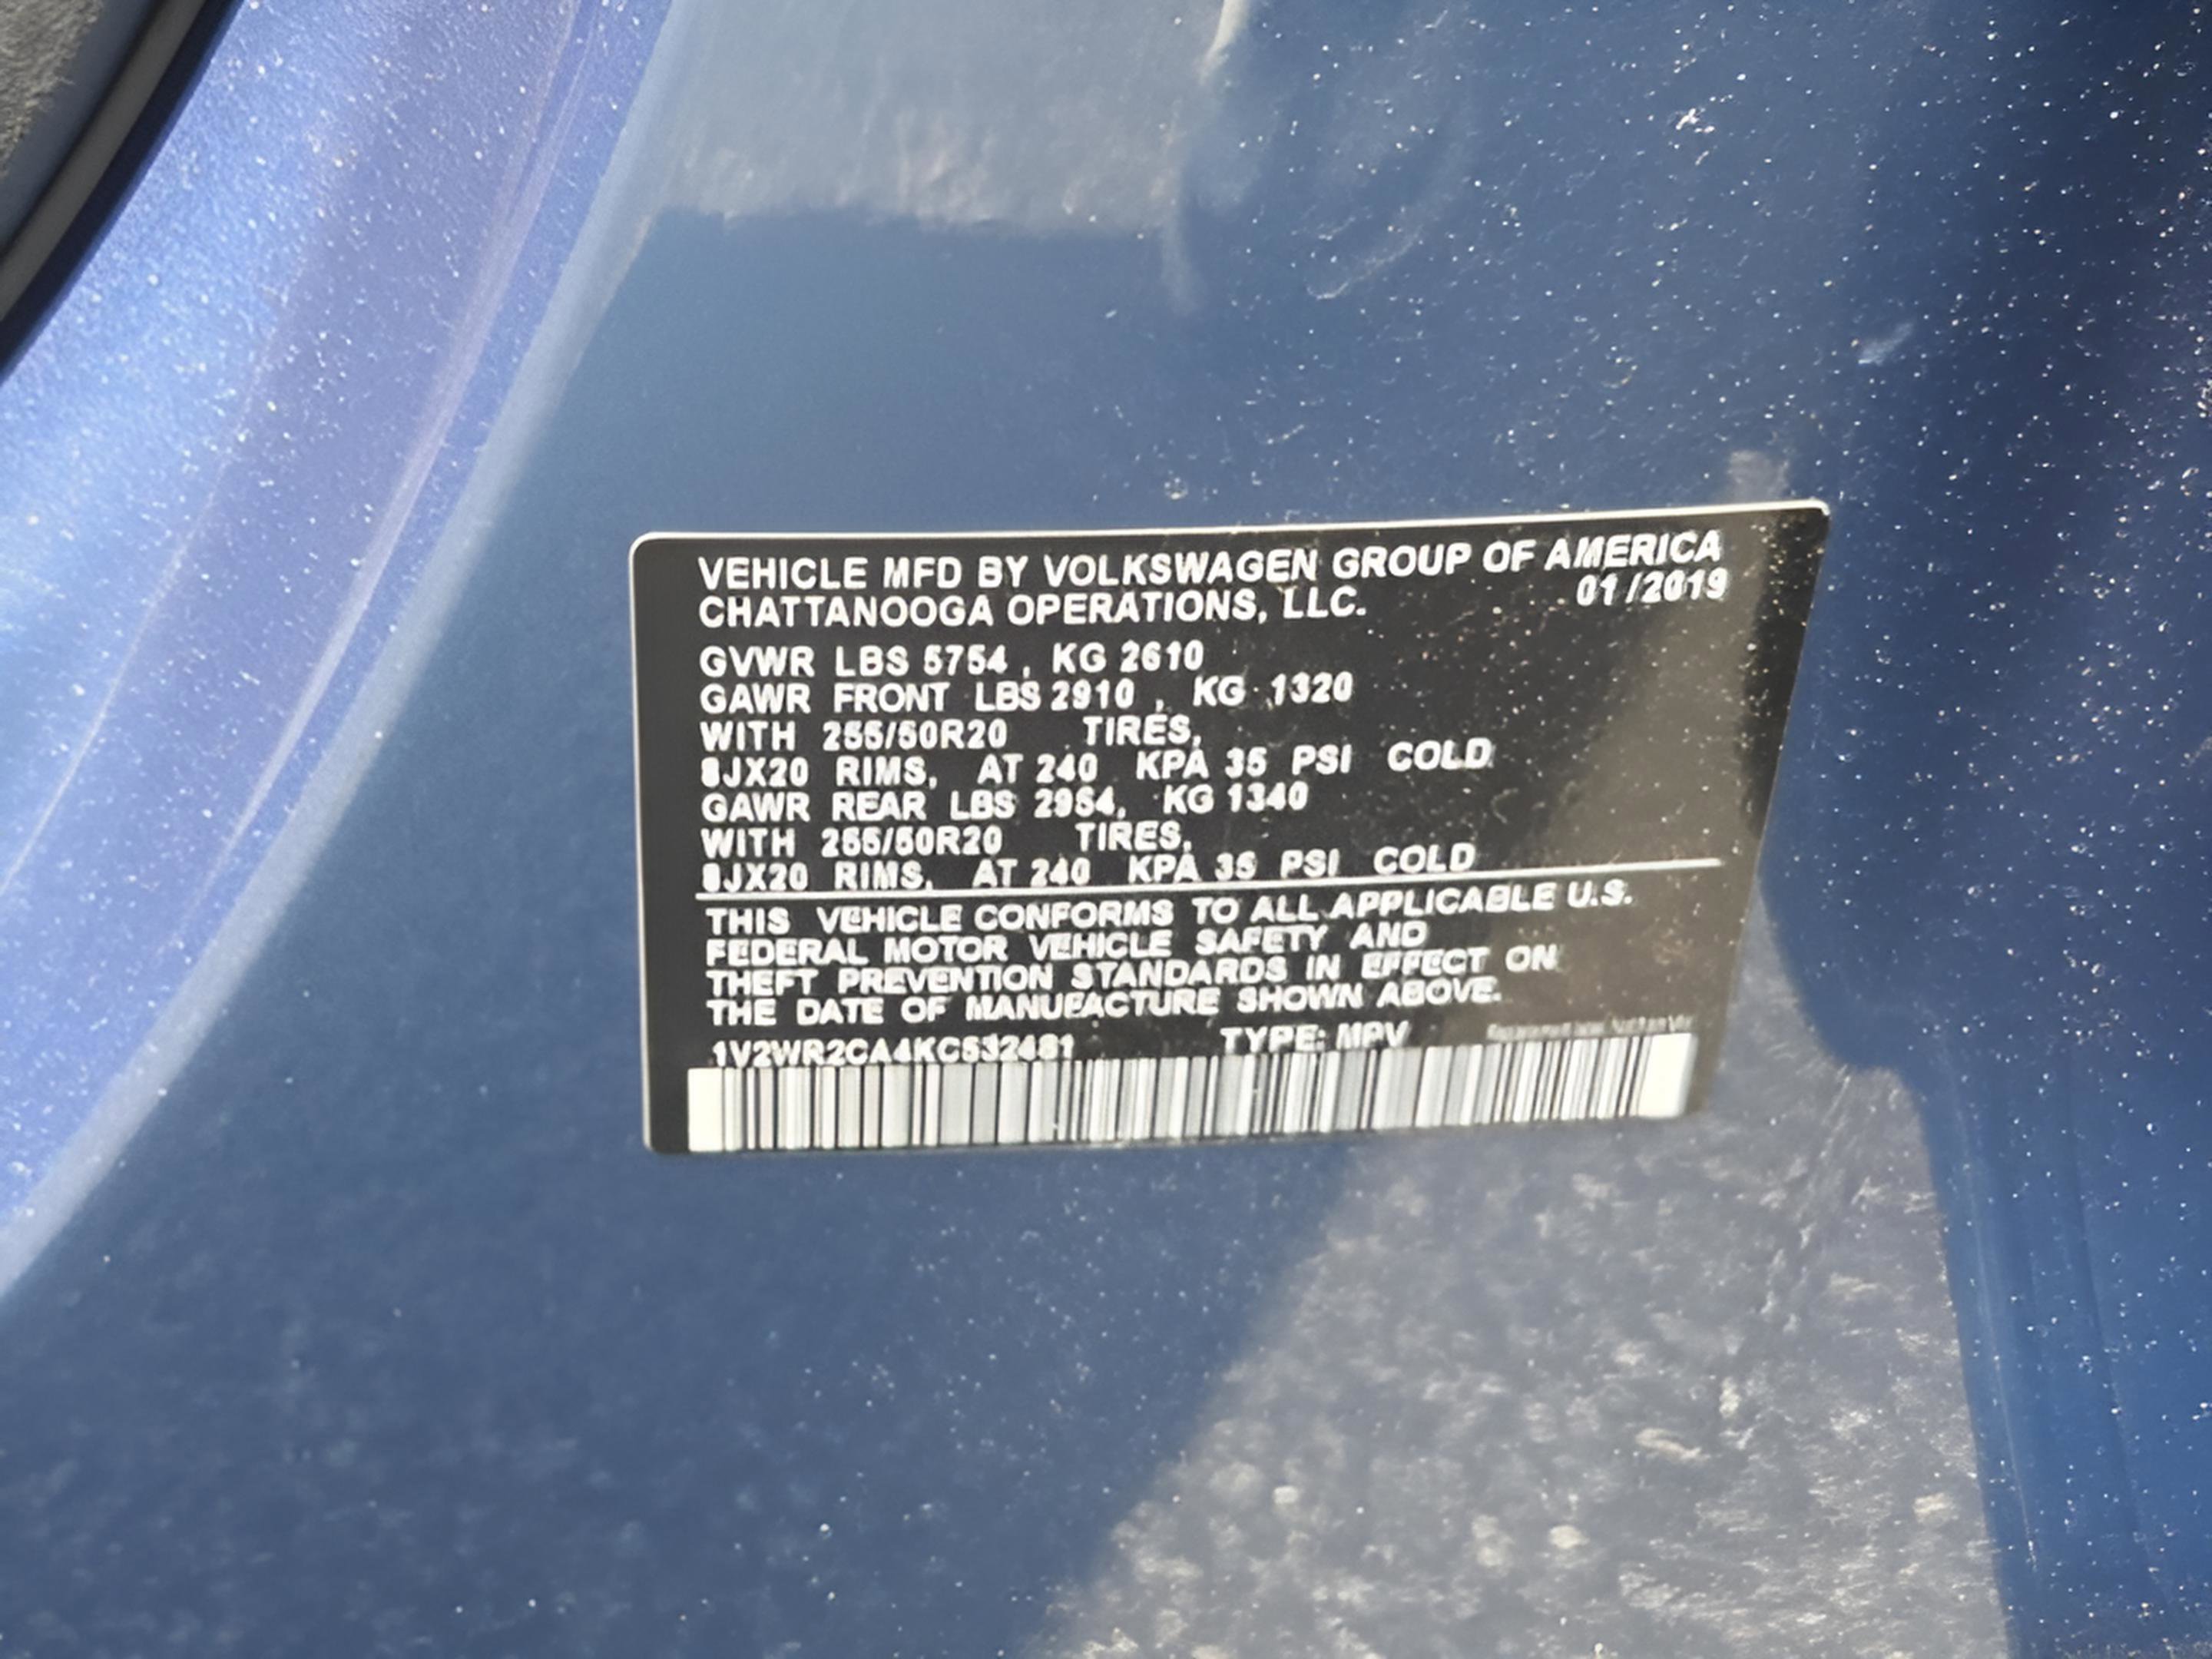 VEHICLE MFD BY VOLKSWAGEN GROUP OF AMERICA
CHATTANOOGA OPERATIONS, LLC. 01/2019
GVWR LBS 5754, KG 2610
GAWR FRONT LBS 2910, KG 1320
WITH 255/50R20 TIRES,
8JX20 RIMS, AT 240 KPA 35 PSI COLD
GAWR REAR LBS 2954, KG 1340
WITH 255/50R20 TIRES,
8JX20 RIMS, AT 240 KPA 35 PSI COLD
THIS VEHICLE CONFORMS TO ALL APPLICABLE U.S.
FEDERAL MOTOR VEHICLE SAFETY AND
THEFT PREVENTION STANDARDS IN EFFECT ON
THE DATE OF MANUFACTURE SHOWN ABOVE.
TYPE: MPV